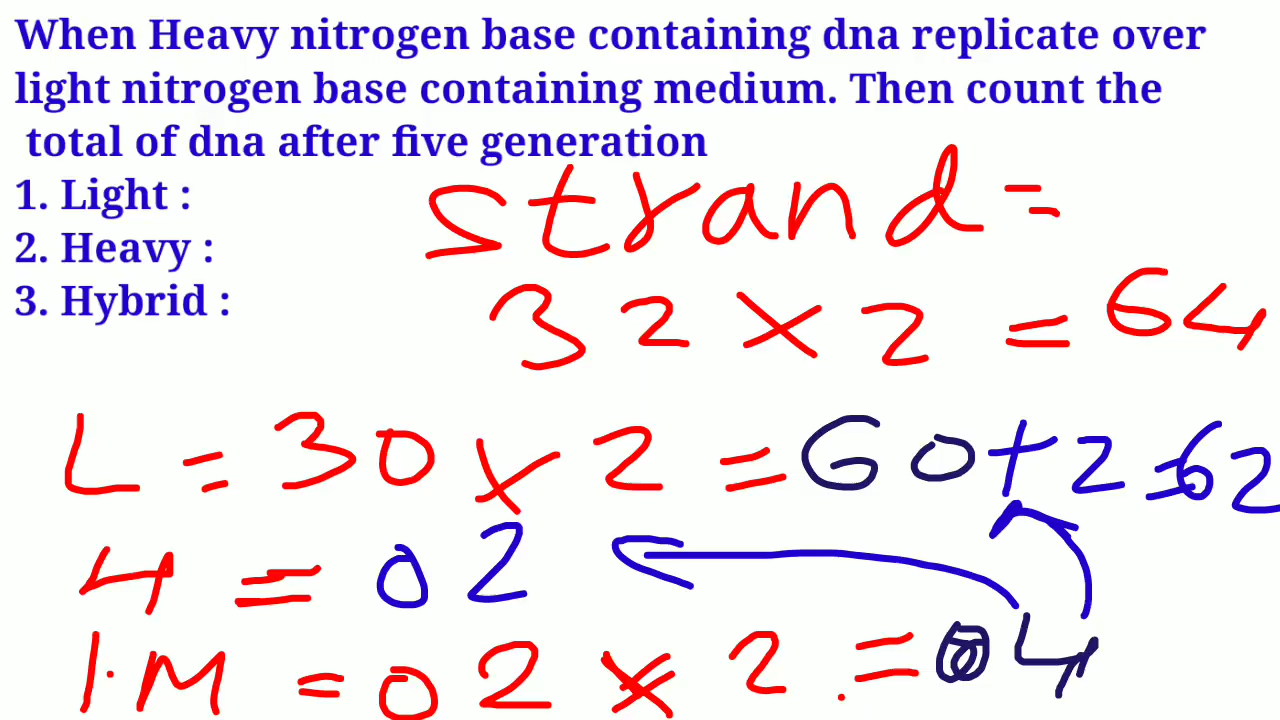 When Heavy nitrogen base containing dna replicate over
light nitrogen base containing medium. Then count the
total of dna after five generation
1. Light :
2. Heavy :
3. Hybrid :
strand =
32 × 2 = 64
L = 30 × 2 = 60 + 2 = 62
H = 02
I.M = 02 × 2 = 04